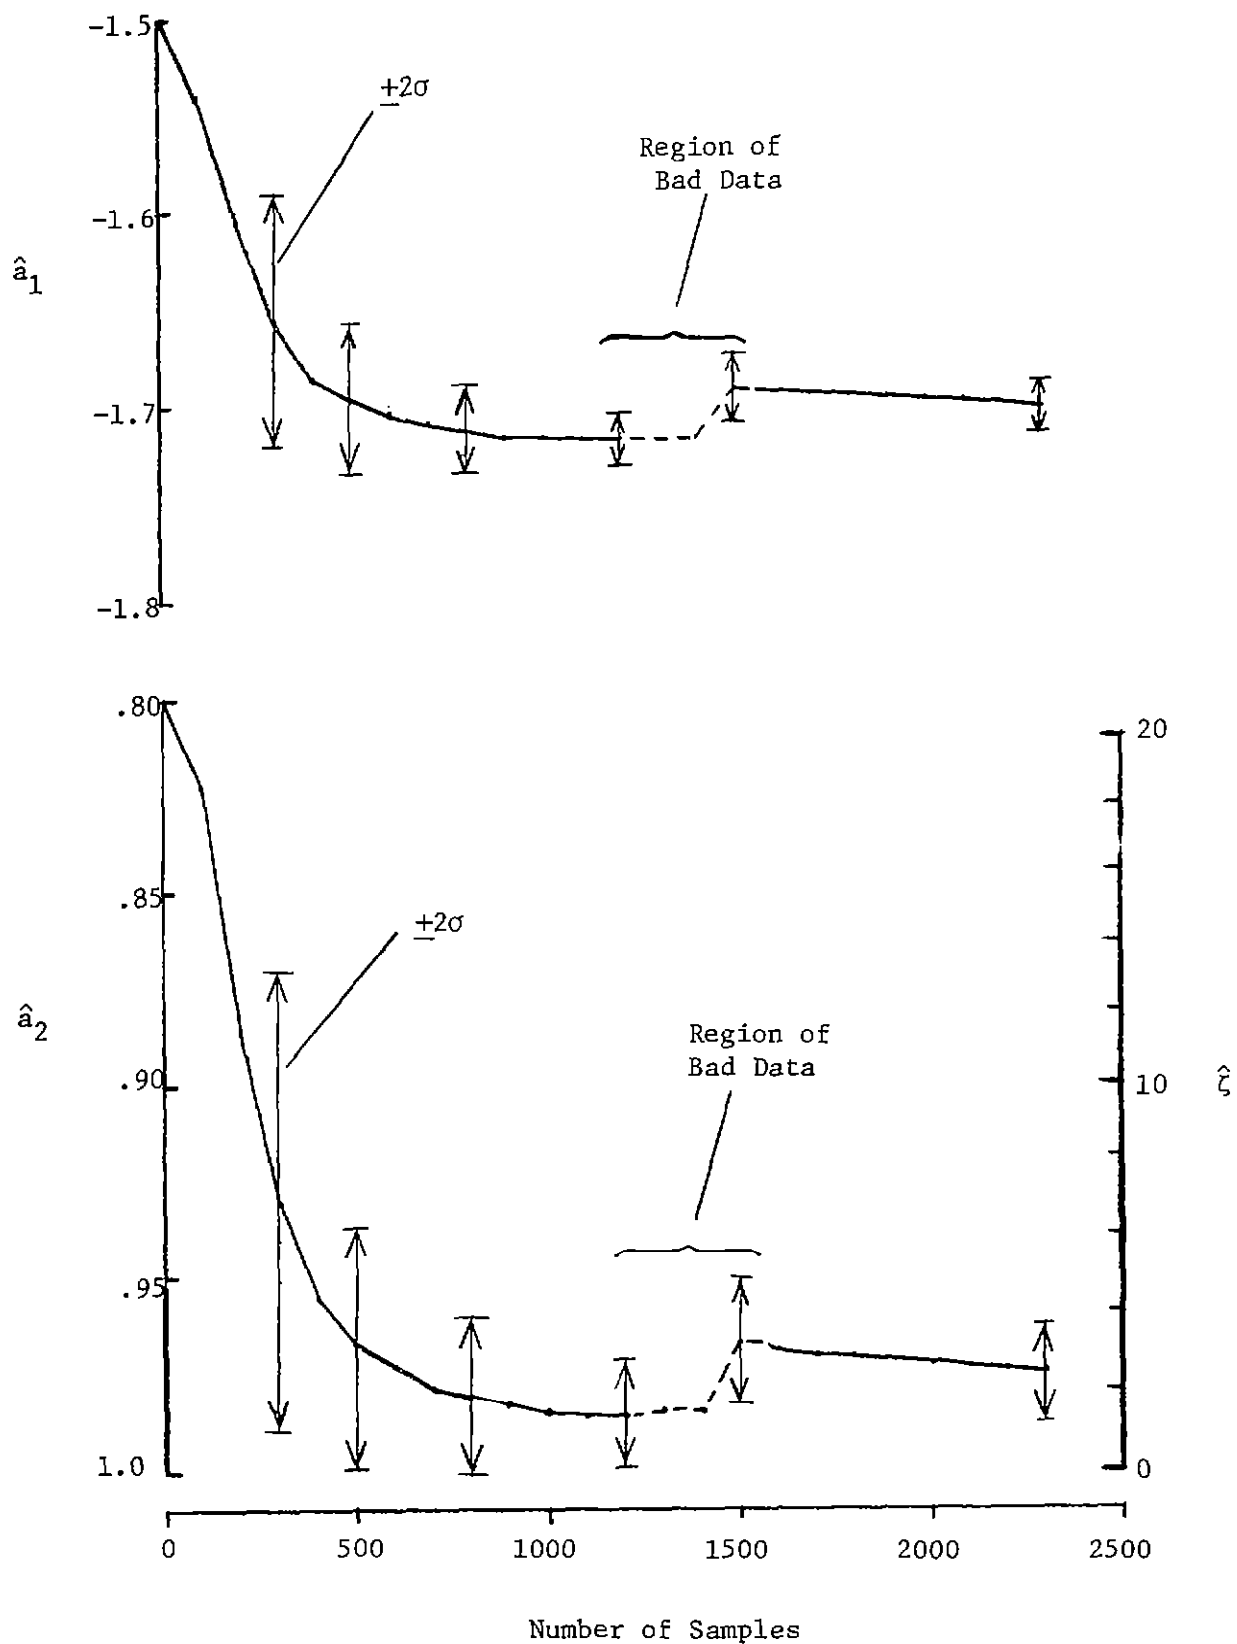 -1.5
±2σ
Region of
Bad Data
-1.6
â1
-1.7
-1.8
.80
20
.85
±2σ
â2
Region of
Bad Data
.90
10
ζ̂
.95
1.0
0
0 500 1000 1500 2000 2500
Number of Samples